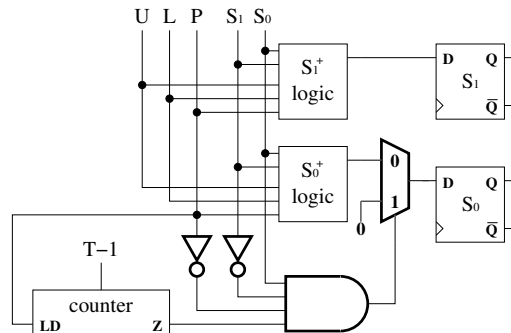 U L P S₁ S₀
S₁⁺ logic
D Q
S₁
Q̅
S₀⁺ logic
0
1
0
D Q
S₀
Q̅
T−1
counter
LD Z